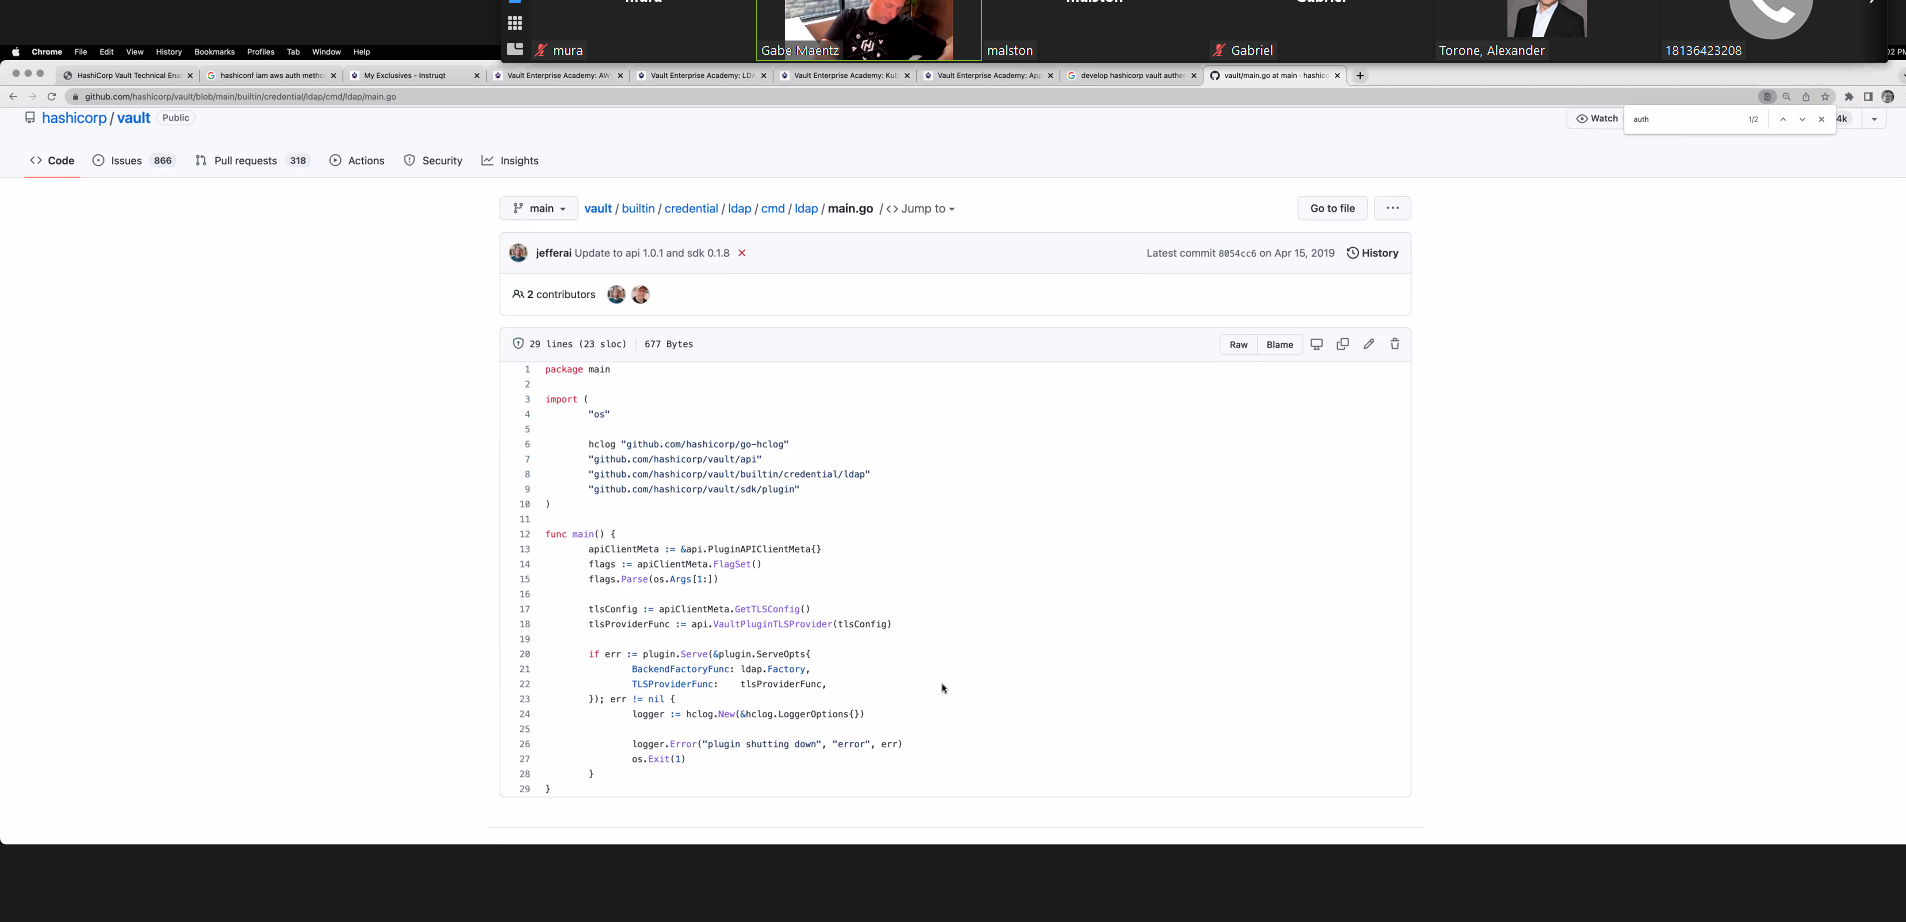 mura
Gabe Maentz
malston
Gabriel
Torone, Alexander
18136423208
Chrome File Edit View History Bookmarks Profiles Tab Window Help
02 PM
HashiCorp Vault Technical Ena
hashiconf iam aws auth metho
My Exclusives - Instruqt
Vault Enterprise Academy: AW
Vault Enterprise Academy: LDA
Vault Enterprise Academy: Kub
Vault Enterprise Academy: App
develop hashicorp vault authe
vault/main.go at main · hashic
github.com/hashicorp/vault/blob/main/builtin/credential/ldap/cmd/ldap/main.go
hashicorp / vault Public
Watch
auth 1/2
4k
Code Issues 866 Pull requests 318 Actions Security Insights
main vault / builtin / credential / ldap / cmd / ldap / main.go / <> Jump to
Go to file ···
jefferai Update to api 1.0.1 and sdk 0.1.8 ×
Latest commit 8054cc6 on Apr 15, 2019 History
2 contributors
29 lines (23 sloc) 677 Bytes
Raw Blame
1 package main
2
3 import (
4 "os"
5
6 hclog "github.com/hashicorp/go-hclog"
7 "github.com/hashicorp/vault/api"
8 "github.com/hashicorp/vault/builtin/credential/ldap"
9 "github.com/hashicorp/vault/sdk/plugin"
10 )
11
12 func main() {
13 apiClientMeta := &api.PluginAPIClientMeta{}
14 flags := apiClientMeta.FlagSet()
15 flags.Parse(os.Args[1:])
16
17 tlsConfig := apiClientMeta.GetTLSConfig()
18 tlsProviderFunc := api.VaultPluginTLSProvider(tlsConfig)
19
20 if err := plugin.Serve(&plugin.ServeOpts{
21 BackendFactoryFunc: ldap.Factory,
22 TLSProviderFunc: tlsProviderFunc,
23 }); err != nil {
24 logger := hclog.New(&hclog.LoggerOptions{})
25
26 logger.Error("plugin shutting down", "error", err)
27 os.Exit(1)
28 }
29 }